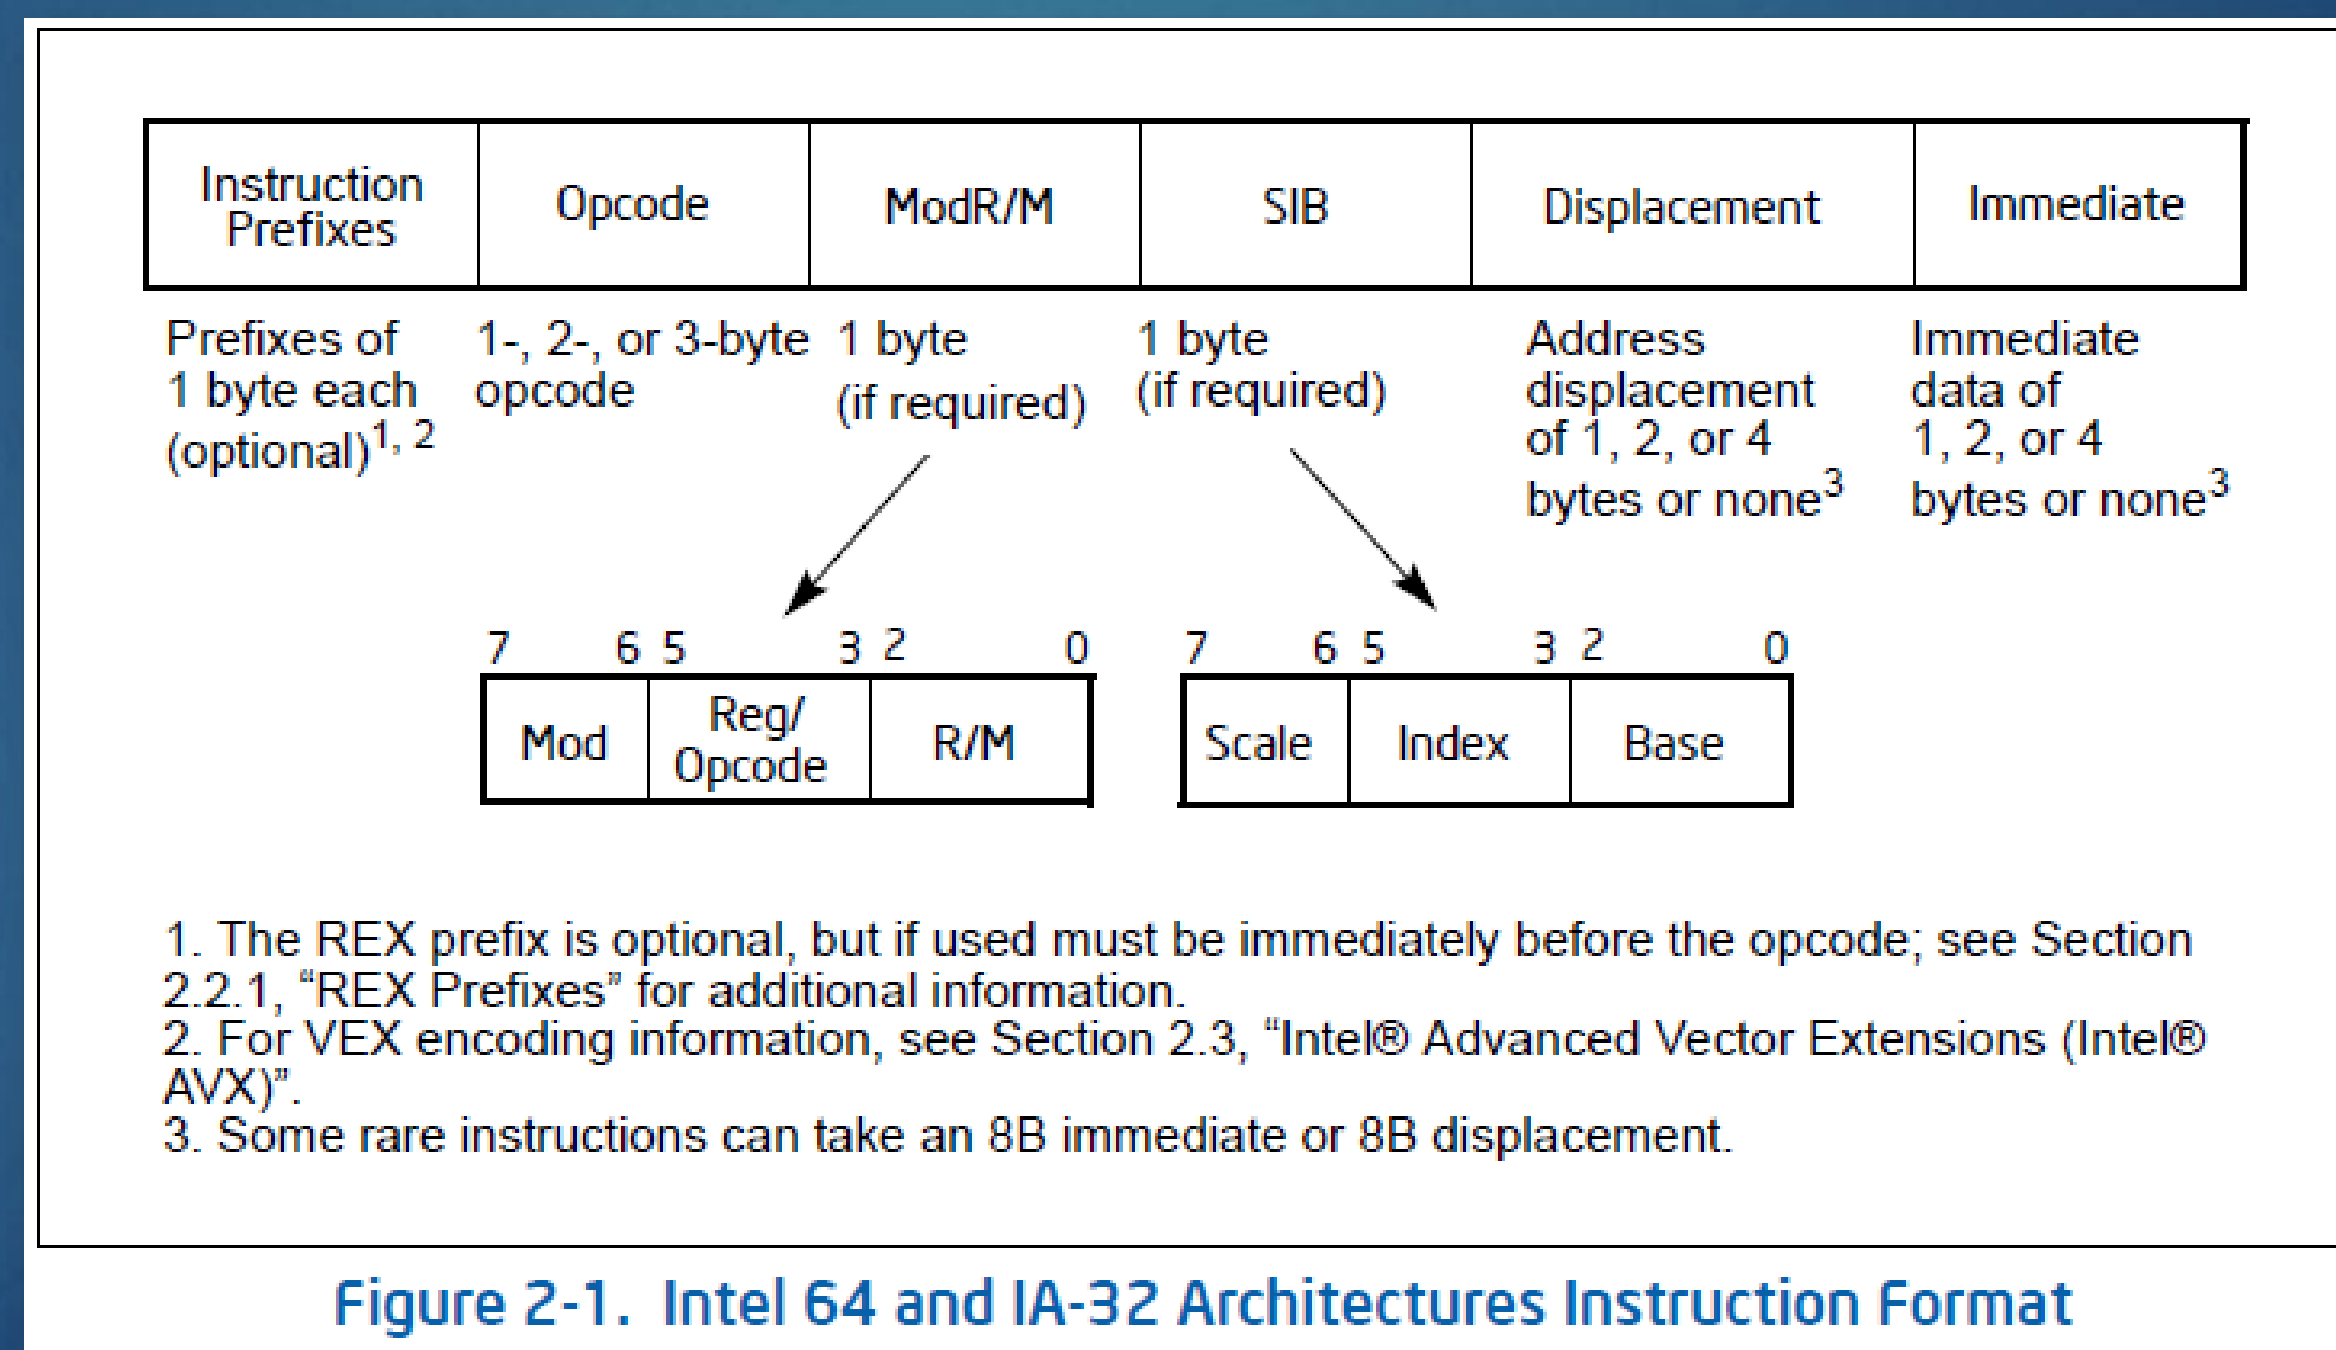 Instruction
Prefixes
Opcode
ModR/M
SIB
Displacement
Immediate
Prefixes of
1 byte each
(optional)1, 2
1-, 2-, or 3-byte
opcode
1 byte
(if required)
1 byte
(if required)
Address
displacement
of 1, 2, or 4
bytes or none3
Immediate
data of
1, 2, or 4
bytes or none3
7 6 5 3 2 0
Mod
Reg/
Opcode
R/M
7 6 5 3 2 0
Scale
Index
Base
1. The REX prefix is optional, but if used must be immediately before the opcode; see Section
2.2.1, “REX Prefixes” for additional information.
2. For VEX encoding information, see Section 2.3, “Intel® Advanced Vector Extensions (Intel®
AVX)”.
3. Some rare instructions can take an 8B immediate or 8B displacement.
Figure 2-1. Intel 64 and IA-32 Architectures Instruction Format